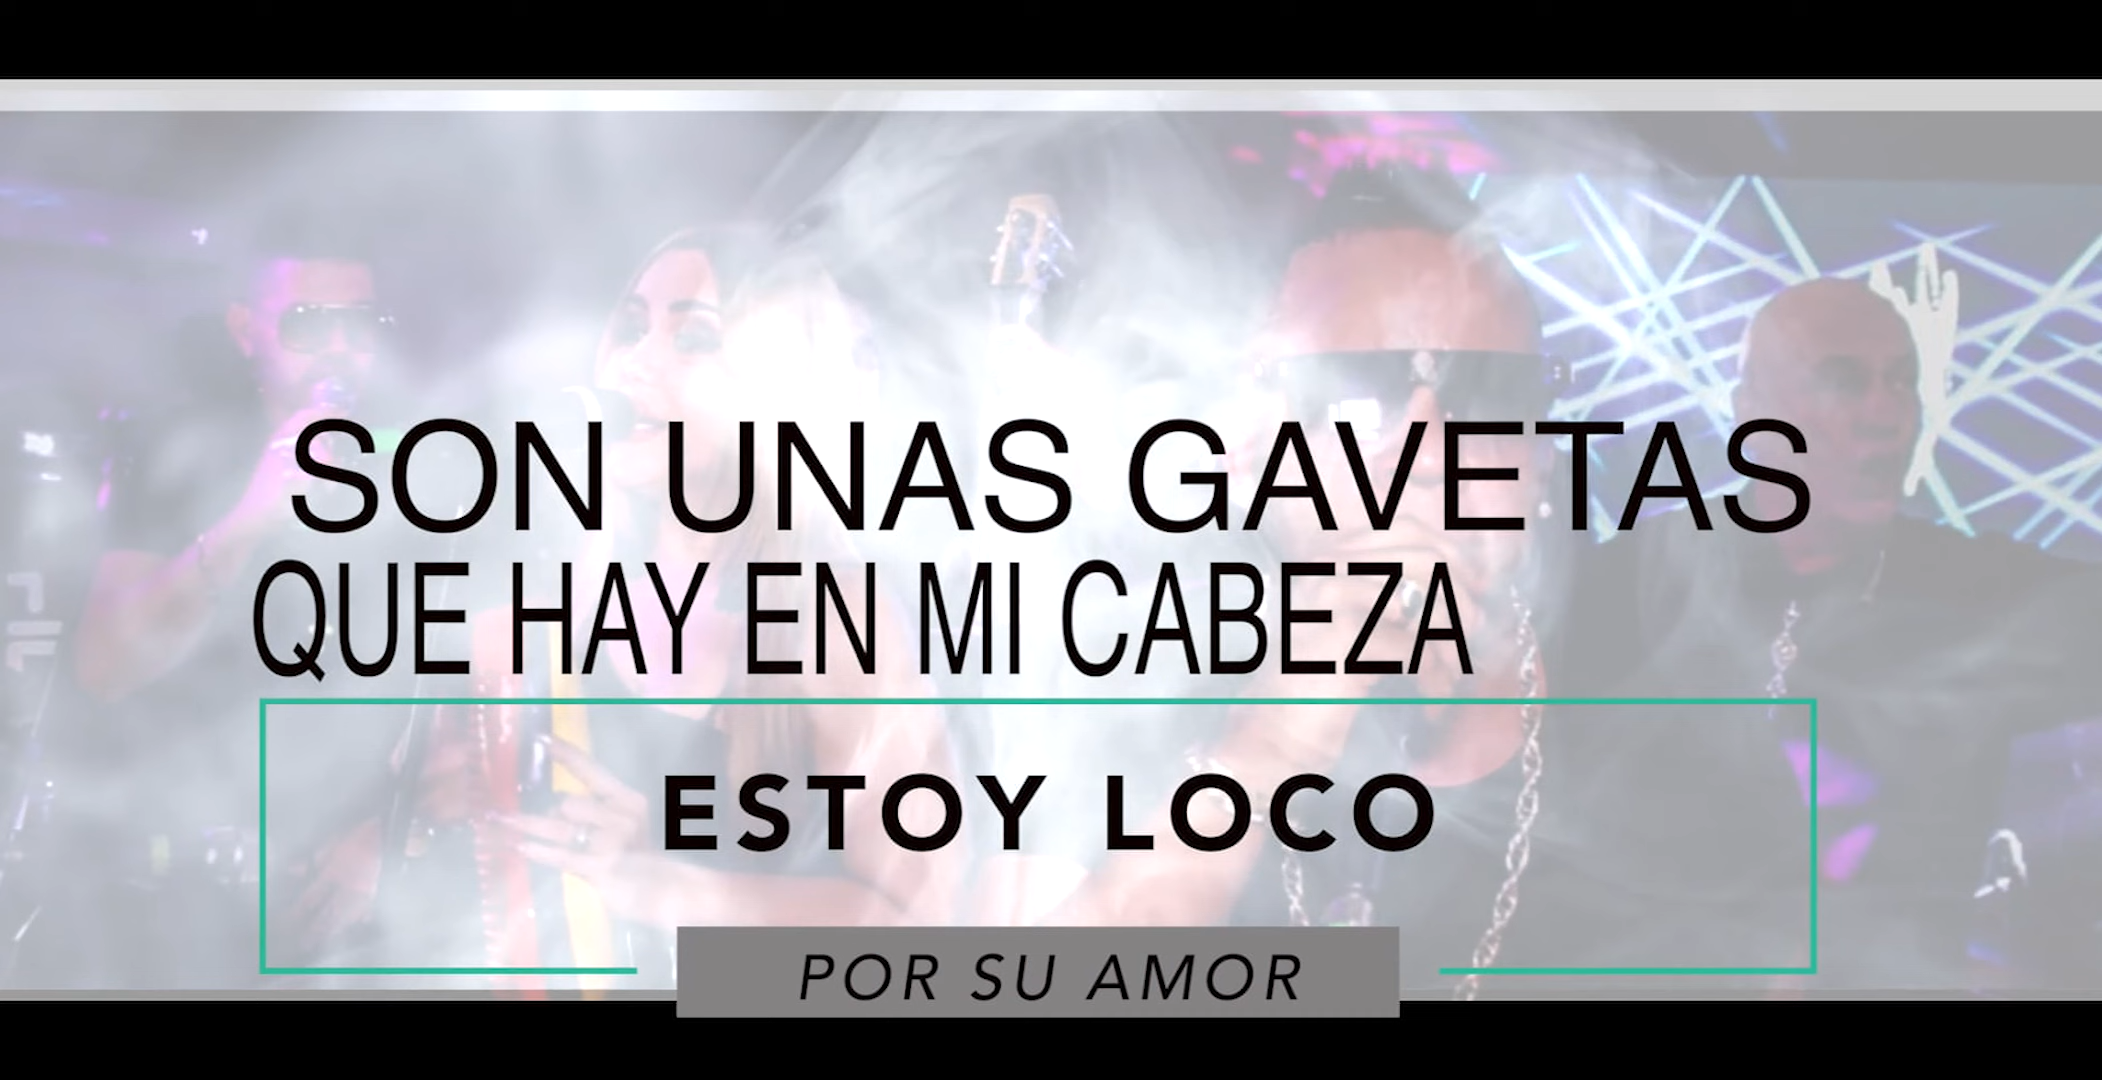 SON UNAS GAVETAS
QUE HAY EN MI CABEZA
ESTOY LOCO
POR SU AMOR